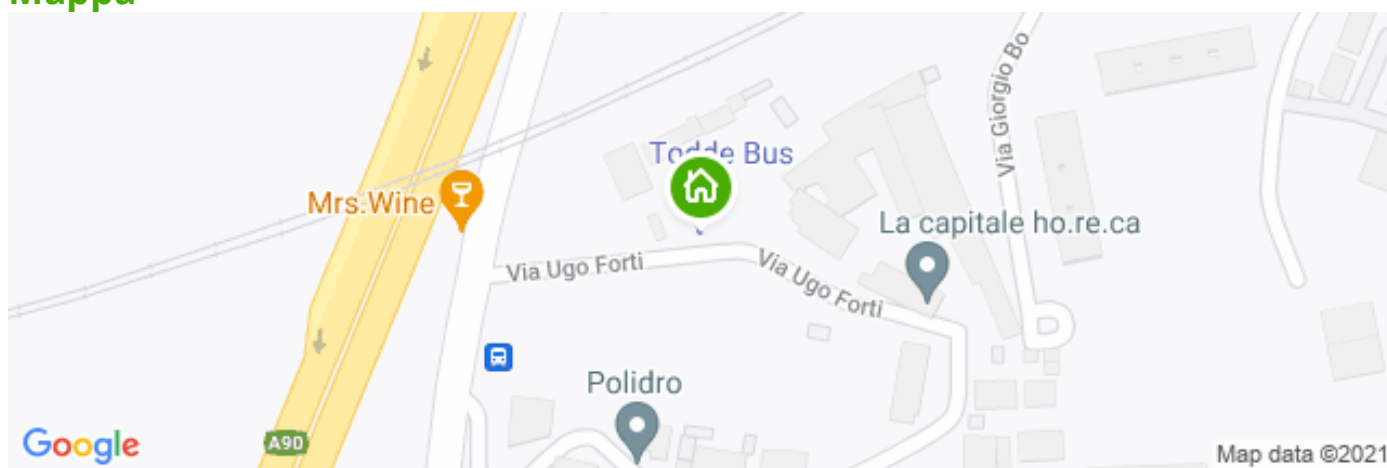 Mappa
Via Giorgio Bo
Todde Bus
Mrs.Wine
La capitale ho.re.ca
Via Ugo Forti
Via Ugo Forti
Polidro
Google
A90
Map data ©2021